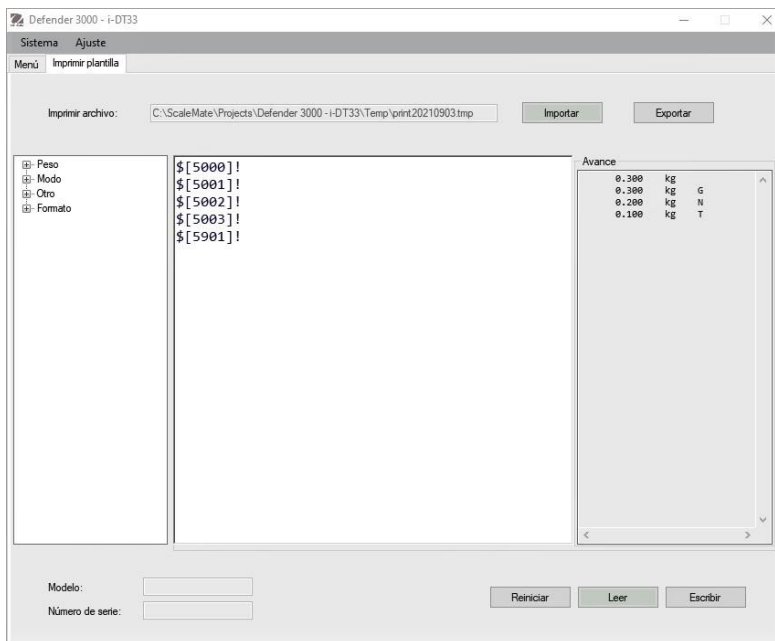 Defender 3000 - i-DT33
Sistema Ajuste
Menú Imprimir plantilla
Imprimir archivo: C:\ScaleMate\Projects\Defender 3000 - i-DT33\Temp\print20210903.tmp Importar Exportar
Peso
Modo
Otro
Formato
$[5000]!
$[5001]!
$[5002]!
$[5003]!
$[5901]!
Avance
0.300 kg
0.300 kg G
0.200 kg N
0.100 kg T
Modelo:
Número de serie:
Reiniciar Leer Escribir